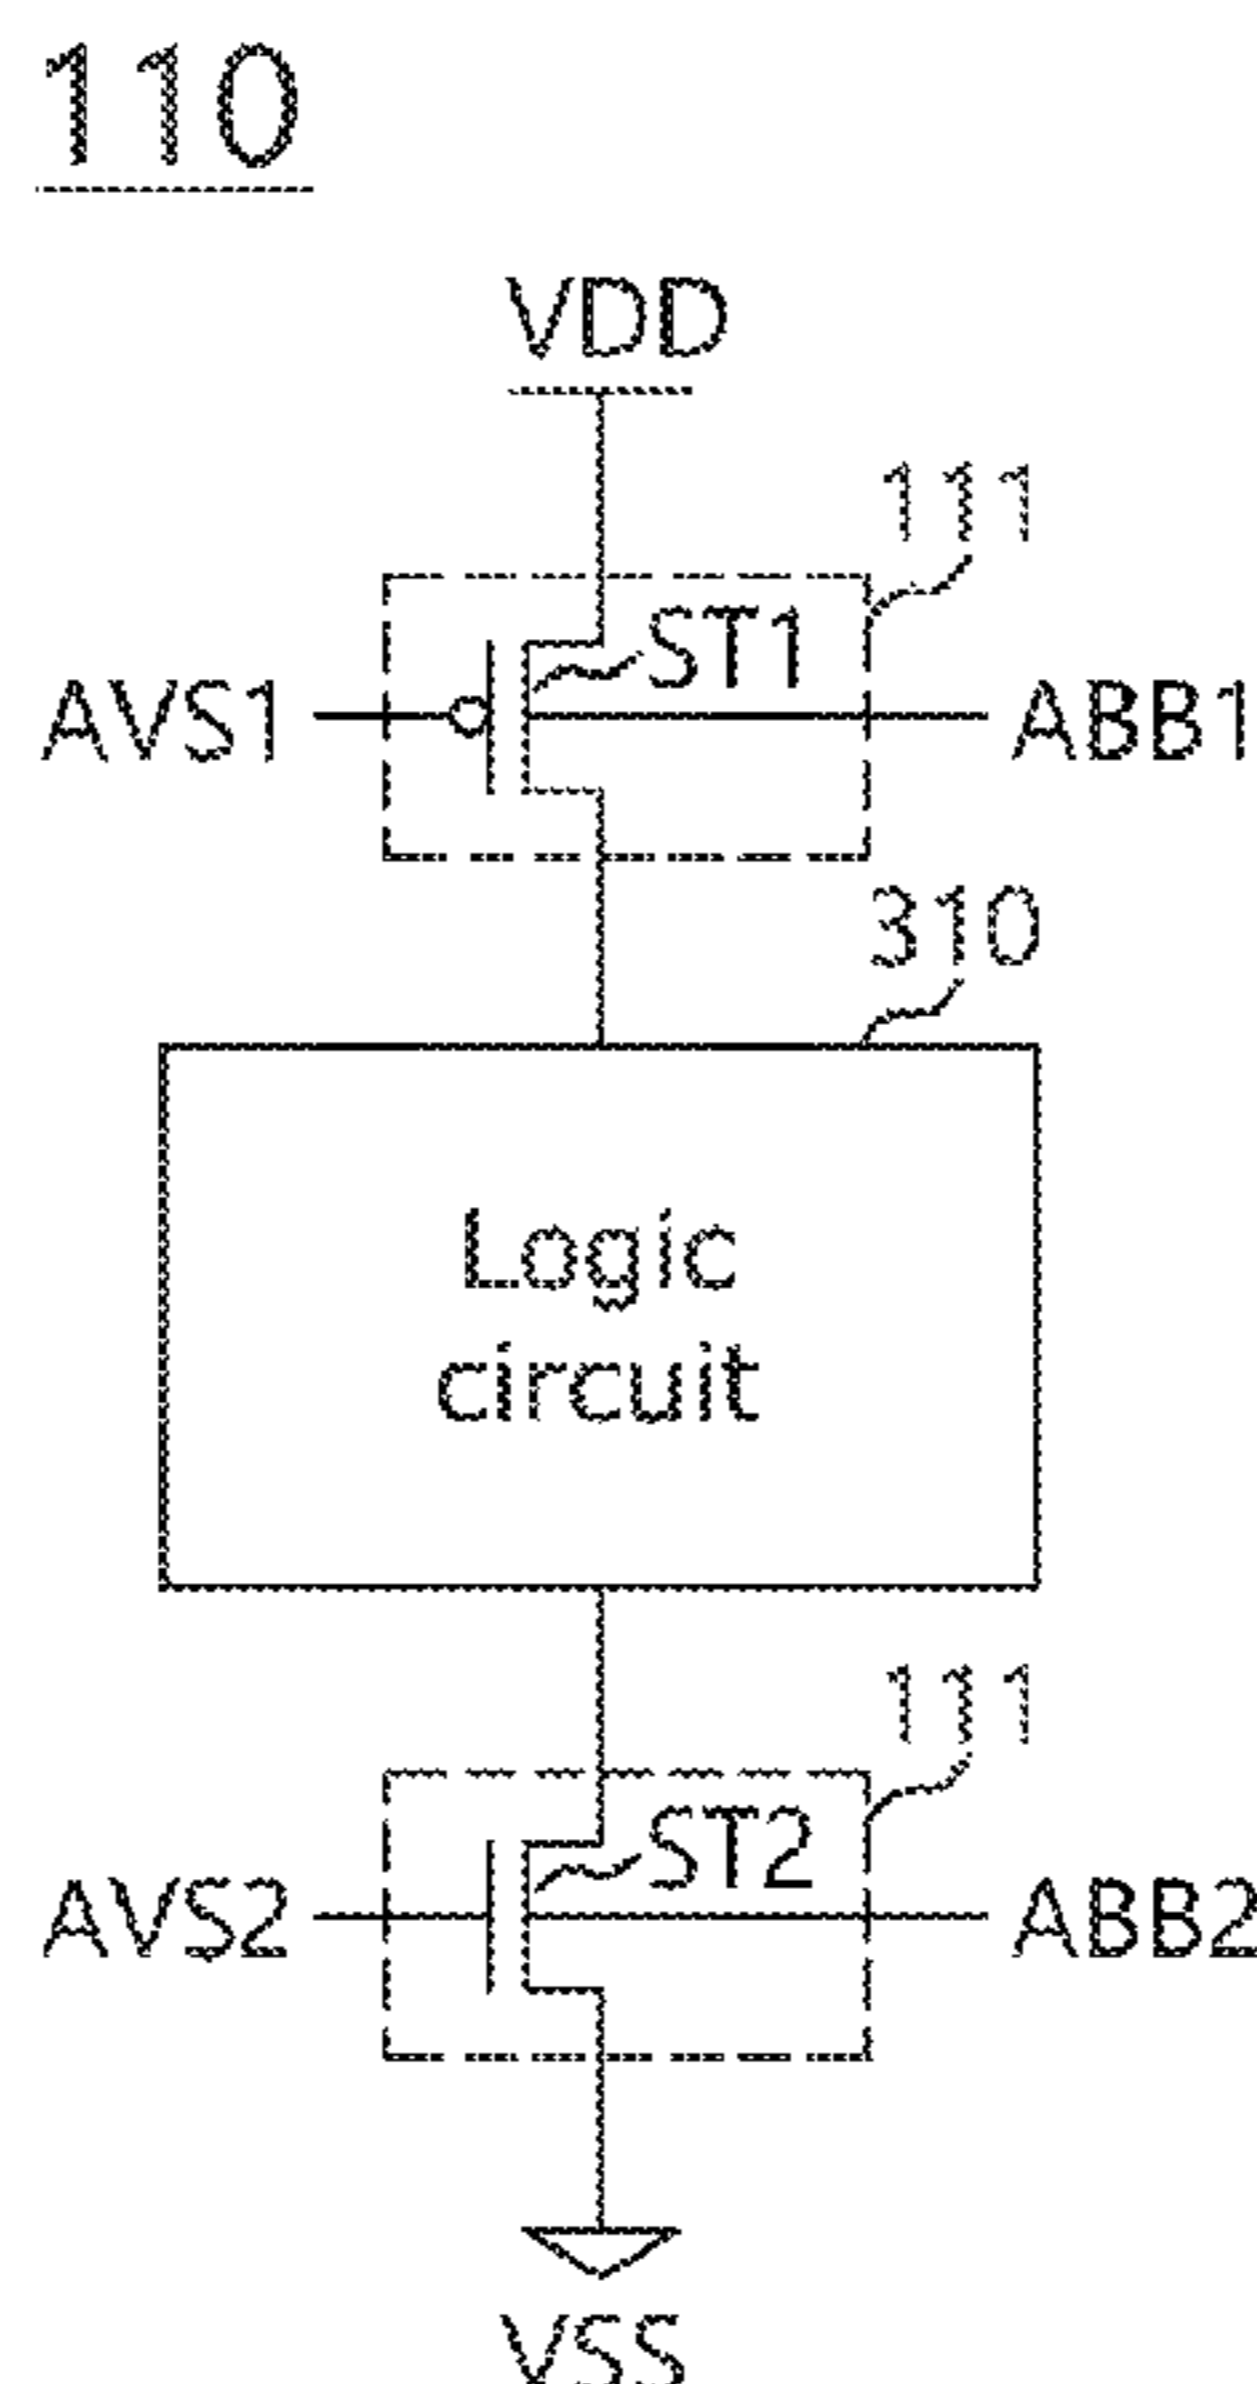 110
VDD
111
ST1
AVS1
ABB1
310
Logic
circuit
111
ST2
AVS2
ABB2
VSS